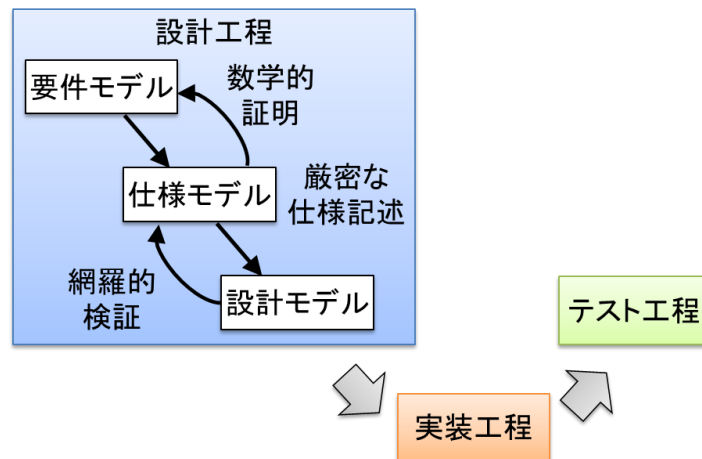 設計工程
要件モデル
数学的
証明
仕様モデル
厳密な
仕様記述
網羅的
検証
設計モデル
テスト工程
実装工程